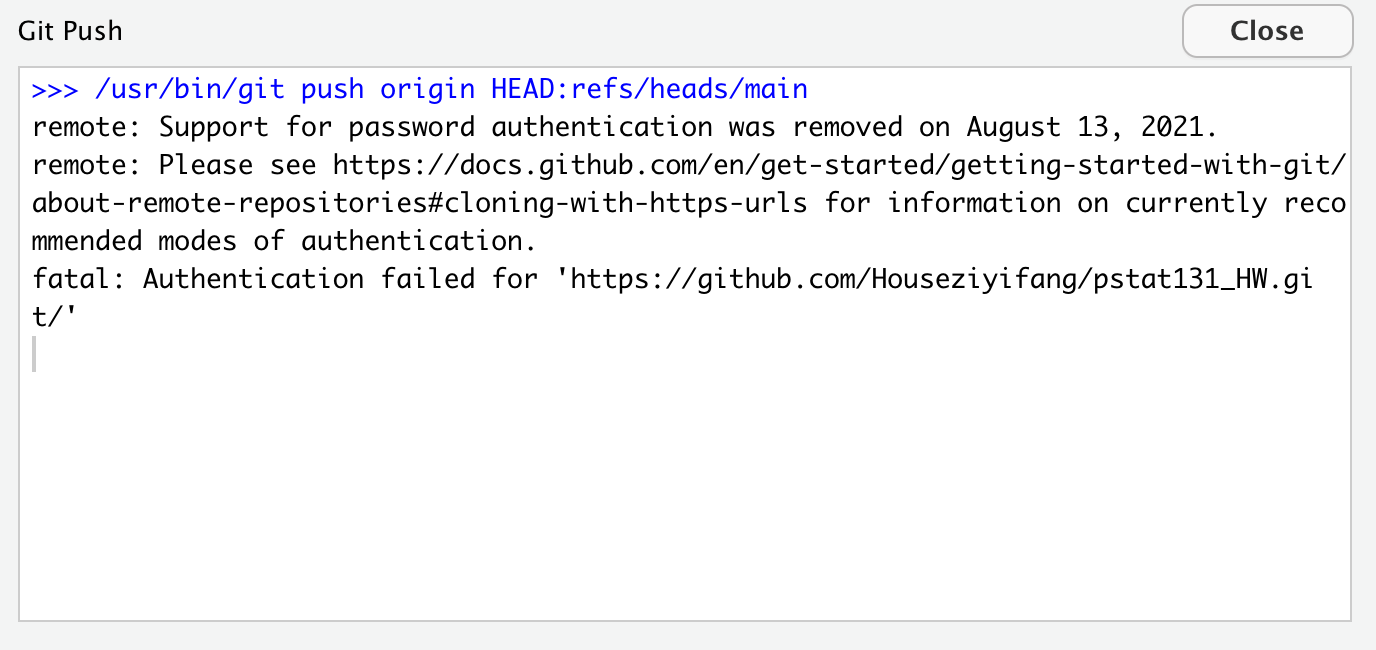 Git Push
Close
>>> /usr/bin/git push origin HEAD:refs/heads/main
remote: Support for password authentication was removed on August 13, 2021.
remote: Please see https://docs.github.com/en/get-started/getting-started-with-git/
about-remote-repositories#cloning-with-https-urls for information on currently reco
mmended modes of authentication.
fatal: Authentication failed for 'https://github.com/Houseziyifang/pstat131_HW.gi
t/'